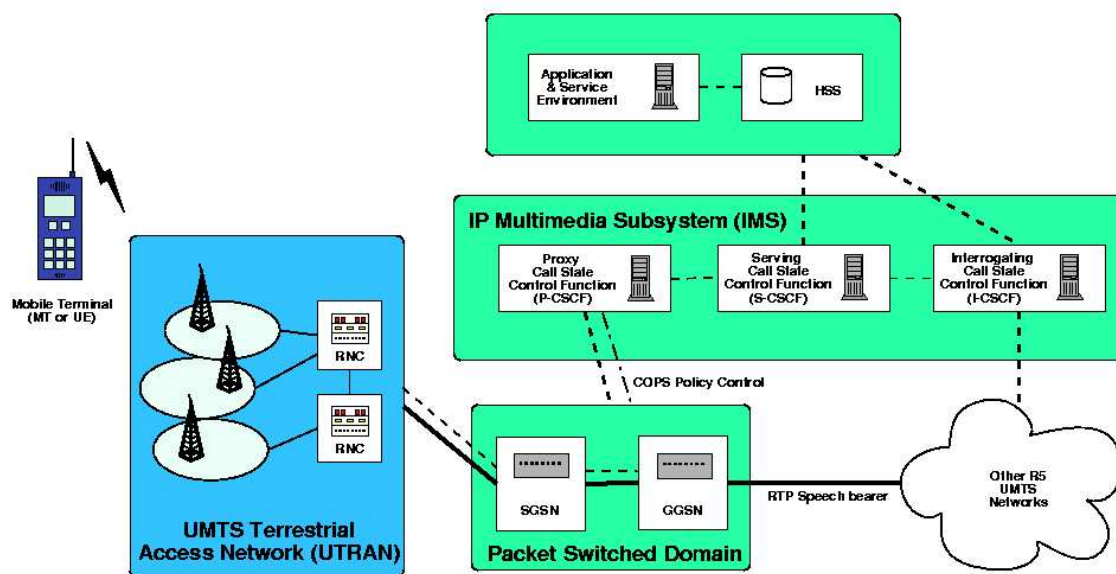 Application
& Service
Environment
HSS
IP Multimedia Subsystem (IMS)
Proxy
Call State
Control Function
(P-CSCF)
Serving
Call State
Control Function
(S-CSCF)
Interrogating
Call State
Control Function
(I-CSCF)
Mobile Terminal
(MT or UE)
RNC
RNC
UMTS Terrestrial
Access Network (UTRAN)
COPS Policy Control
SGSN
GGSN
Packet Switched Domain
RTP Speech bearer
Other R5
UMTS
Networks